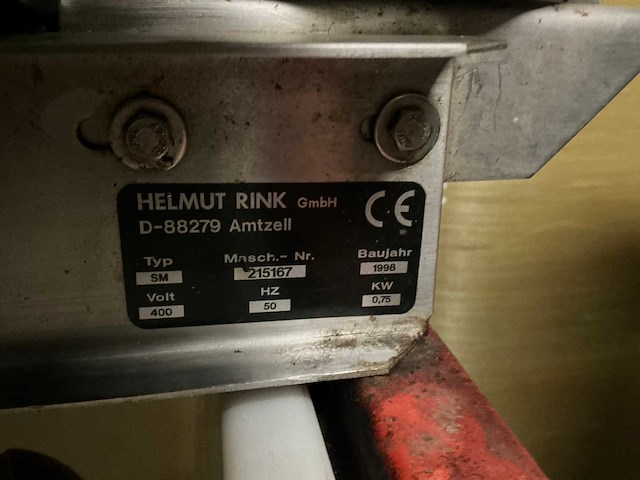 HELMUT RINK GmbH CE
D-88279 Amtzell
Typ Masch.- Nr. Baujahr
SM 215167 1998
Volt HZ KW
400 50 0,75